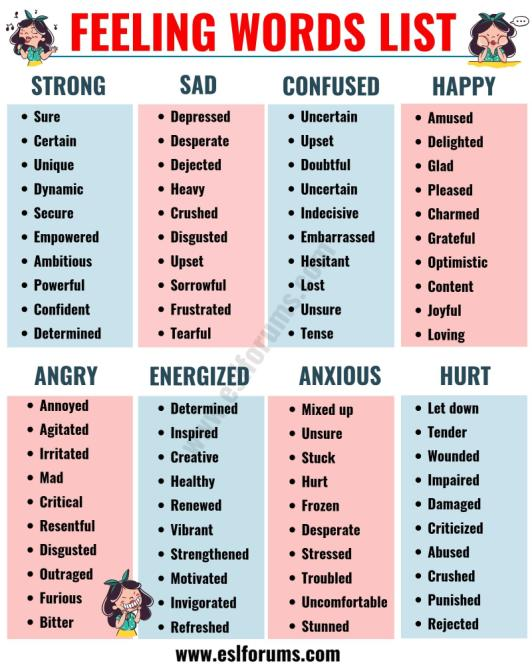 FEELING WORDS LIST
STRONG
• Sure
• Certain
• Unique
• Dynamic
• Secure
• Empowered
• Ambitious
• Powerful
• Confident
• Determined
SAD
• Depressed
• Desperate
• Dejected
• Heavy
• Crushed
• Disgusted
• Upset
• Sorrowful
• Frustrated
• Tearful
CONFUSED
• Uncertain
• Upset
• Doubtful
• Uncertain
• Indecisive
• Embarrassed
• Hesitant
• Lost
• Unsure
• Tense
HAPPY
• Amused
• Delighted
• Glad
• Pleased
• Charmed
• Grateful
• Optimistic
• Content
• Joyful
• Loving
ANGRY
• Annoyed
• Agitated
• Irritated
• Mad
• Critical
• Resentful
• Disgusted
• Outraged
• Furious
• Bitter
ENERGIZED
• Determined
• Inspired
• Creative
• Healthy
• Renewed
• Vibrant
• Strengthened
• Motivated
• Invigorated
• Refreshed
ANXIOUS
• Mixed up
• Unsure
• Stuck
• Hurt
• Frozen
• Desperate
• Stressed
• Troubled
• Uncomfortable
• Stunned
HURT
• Let down
• Tender
• Wounded
• Impaired
• Damaged
• Criticized
• Abused
• Crushed
• Punished
• Rejected
www.eslforums.com
www.eslforums.com